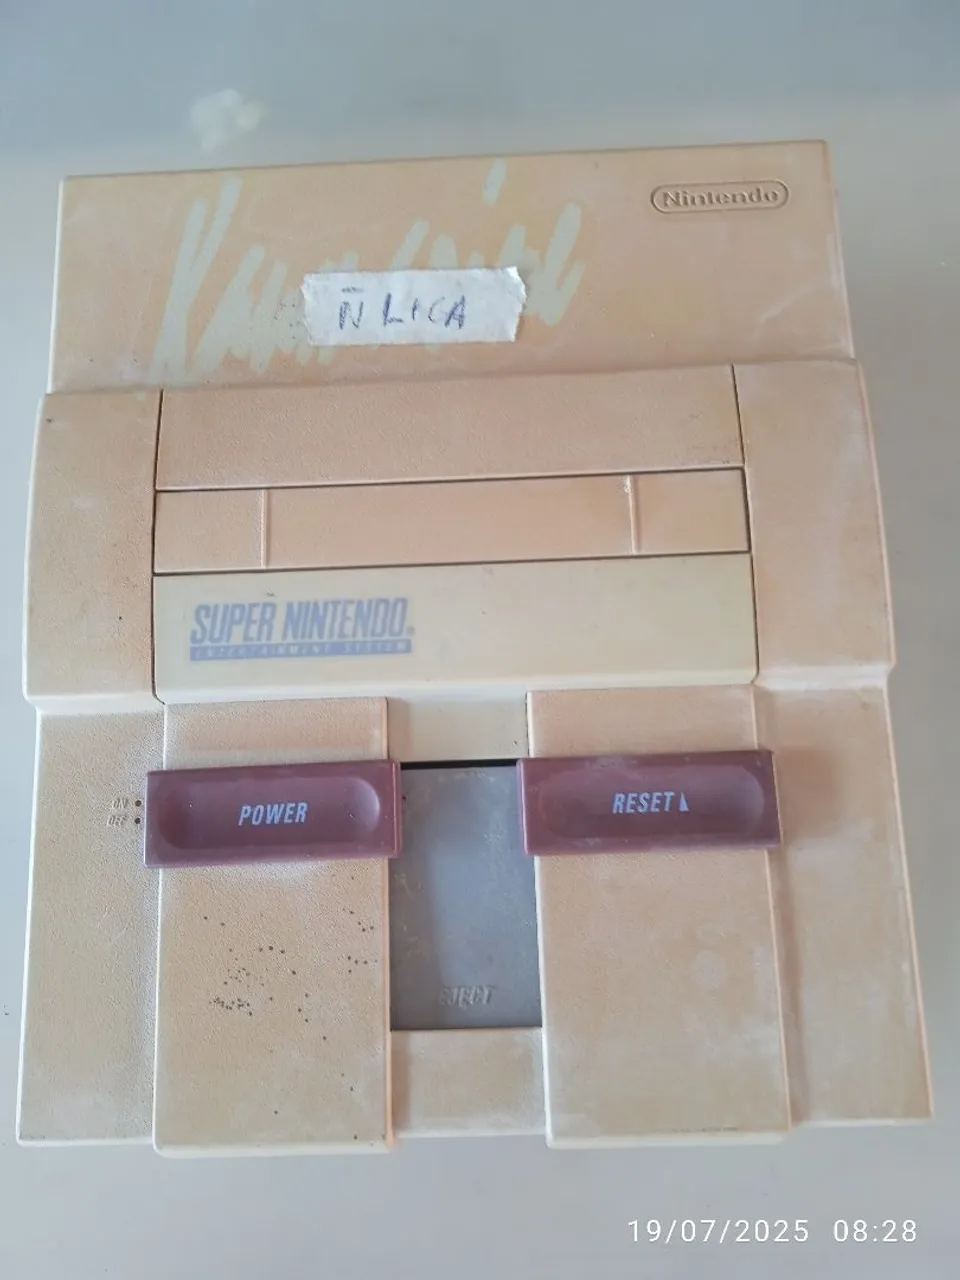 Nintendo
N̄ LIGA
SUPER NINTENDO
ENTERTAINMENT SYSTEM
POWER
RESET
ON
OFF
EJECT
19/07/2025 08:28